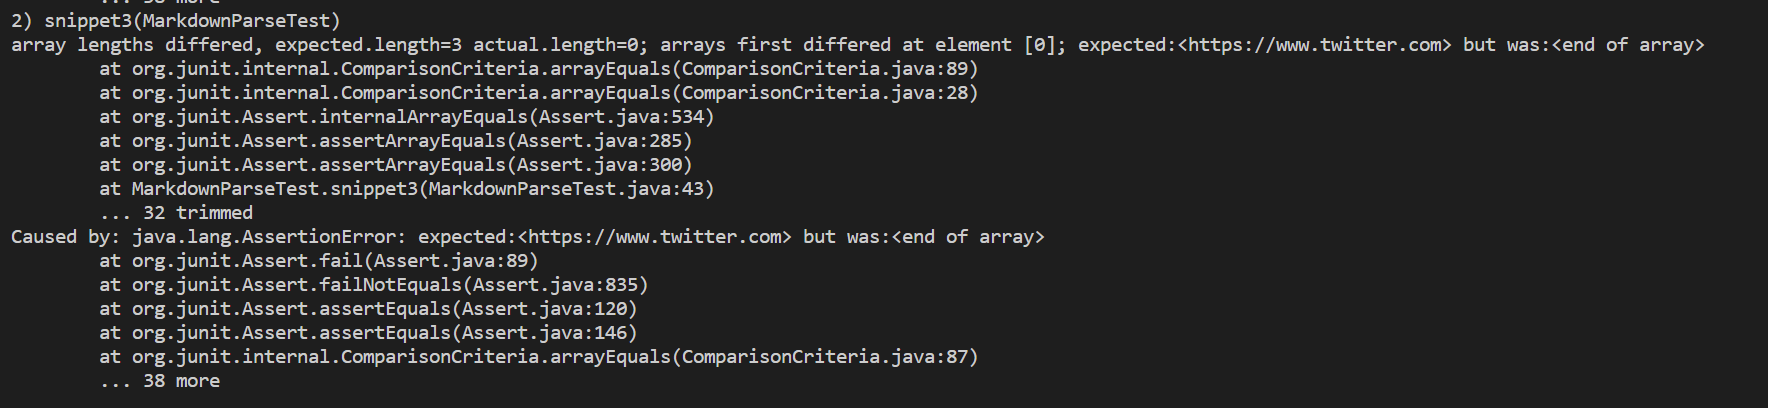 ... 38 more
2) snippet3(MarkdownParseTest)
array lengths differed, expected.length=3 actual.length=0; arrays first differed at element [0]; expected:<https://www.twitter.com> but was:<end of array>
        at org.junit.internal.ComparisonCriteria.arrayEquals(ComparisonCriteria.java:89)
        at org.junit.internal.ComparisonCriteria.arrayEquals(ComparisonCriteria.java:28)
        at org.junit.Assert.internalArrayEquals(Assert.java:534)
        at org.junit.Assert.assertArrayEquals(Assert.java:285)
        at org.junit.Assert.assertArrayEquals(Assert.java:300)
        at MarkdownParseTest.snippet3(MarkdownParseTest.java:43)
        ... 32 trimmed
Caused by: java.lang.AssertionError: expected:<https://www.twitter.com> but was:<end of array>
        at org.junit.Assert.fail(Assert.java:89)
        at org.junit.Assert.failNotEquals(Assert.java:835)
        at org.junit.Assert.assertEquals(Assert.java:120)
        at org.junit.Assert.assertEquals(Assert.java:146)
        at org.junit.internal.ComparisonCriteria.arrayEquals(ComparisonCriteria.java:87)
        ... 38 more